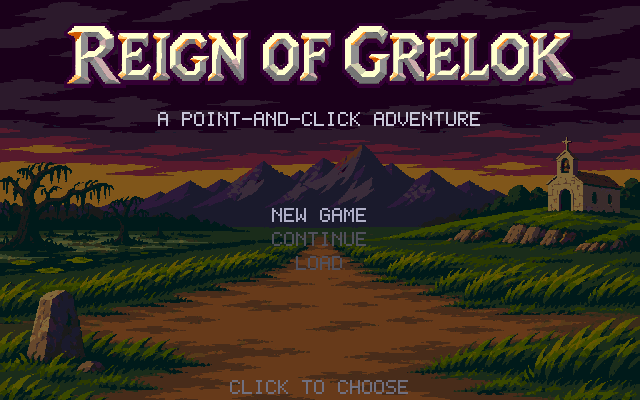 REIGN OF GRELOK
A POINT-AND-CLICK ADVENTURE
NEW GAME
CONTINUE
LOAD
CLICK TO CHOOSE